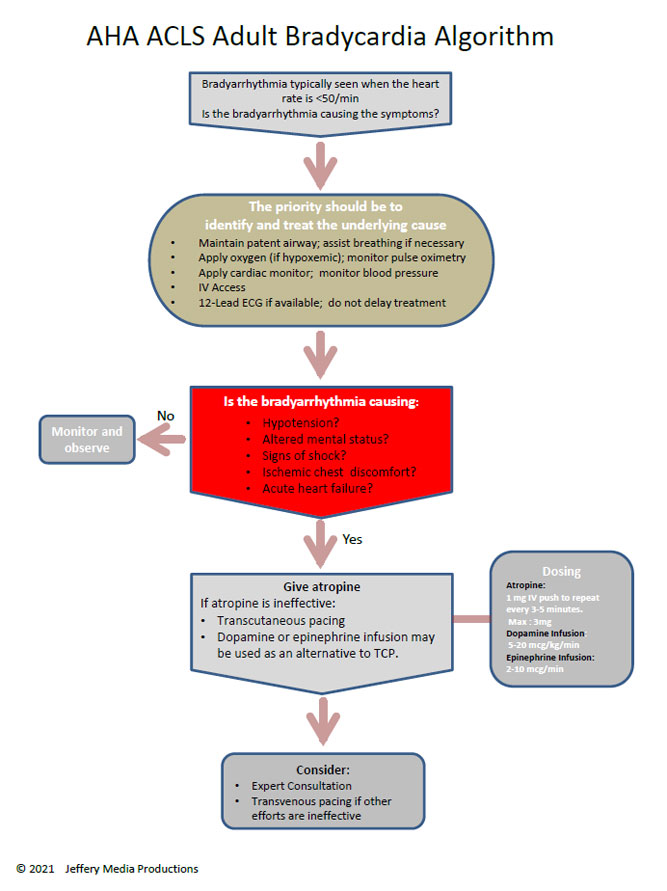 AHA ACLS Adult Bradycardia Algorithm
Bradyarrhythmia typically seen when the heart
rate is <50/min
Is the bradyarrhythmia causing the symptoms?
The priority should be to
identify and treat the underlying cause
• Maintain patent airway; assist breathing if necessary
• Apply oxygen (if hypoxemic); monitor pulse oximetry
• Apply cardiac monitor; monitor blood pressure
• IV Access
• 12-Lead ECG if available; do not delay treatment
Is the bradyarrhythmia causing:
• Hypotension?
• Altered mental status?
• Signs of shock?
• Ischemic chest discomfort?
• Acute heart failure?
No
Monitor and
observe
Yes
Give atropine
If atropine is ineffective:
• Transcutaneous pacing
• Dopamine or epinephrine infusion may
be used as an alternative to TCP.
Dosing
Atropine:
1 mg IV push to repeat
every 3-5 minutes.
Max : 3mg
Dopamine Infusion
5-20 mcg/kg/min
Epinephrine Infusion:
2-10 mcg/min
Consider:
• Expert Consultation
• Transvenous pacing if other
efforts are ineffective
© 2021 Jeffery Media Productions